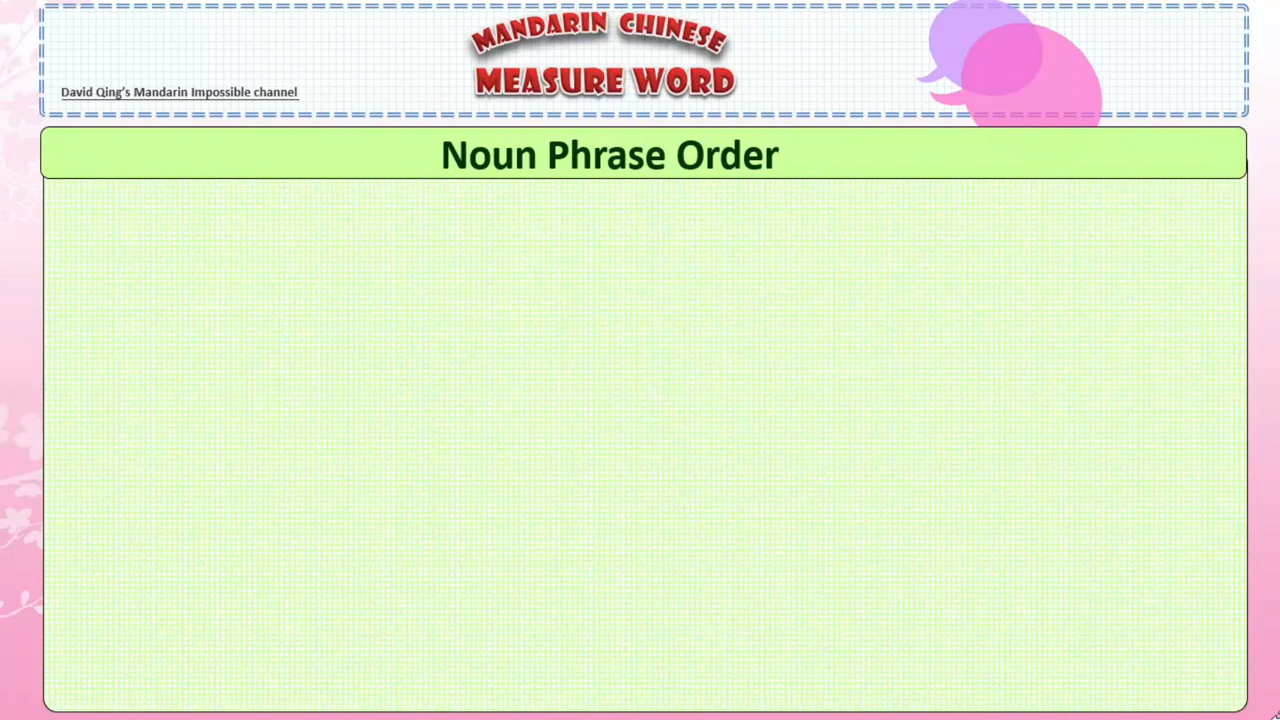 MANDARIN CHINESE
MEASURE WORD
David Qing's Mandarin Impossible channel
Noun Phrase Order